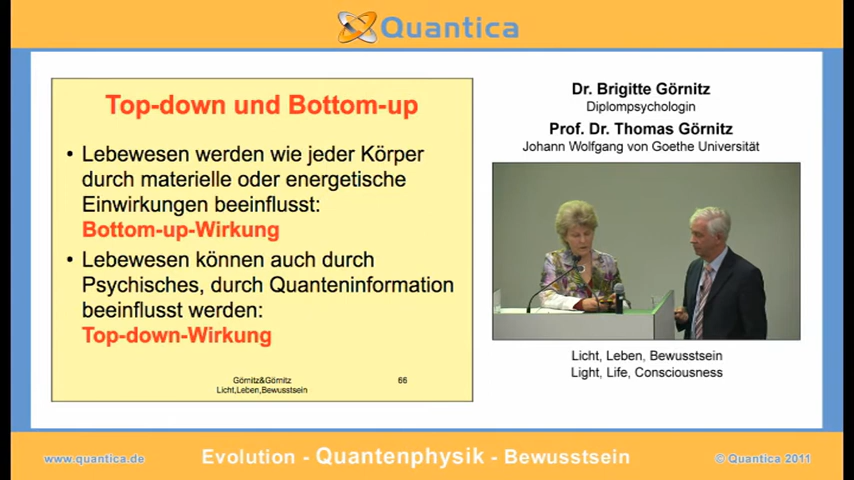 Quantica
Top-down und Bottom-up
• Lebewesen werden wie jeder Körper
durch materielle oder energetische
Einwirkungen beeinflusst:
Bottom-up-Wirkung
• Lebewesen können auch durch
Psychisches, durch Quanteninformation
beeinflusst werden:
Top-down-Wirkung
Görnitz&Görnitz
Licht,Leben,Bewusstsein
66
Dr. Brigitte Görnitz
Diplompsychologin
Prof. Dr. Thomas Görnitz
Johann Wolfgang von Goethe Universität
Licht, Leben, Bewusstsein
Light, Life, Consciousness
www.quantica.de
Evolution - Quantenphysik - Bewusstsein
© Quantica 2011